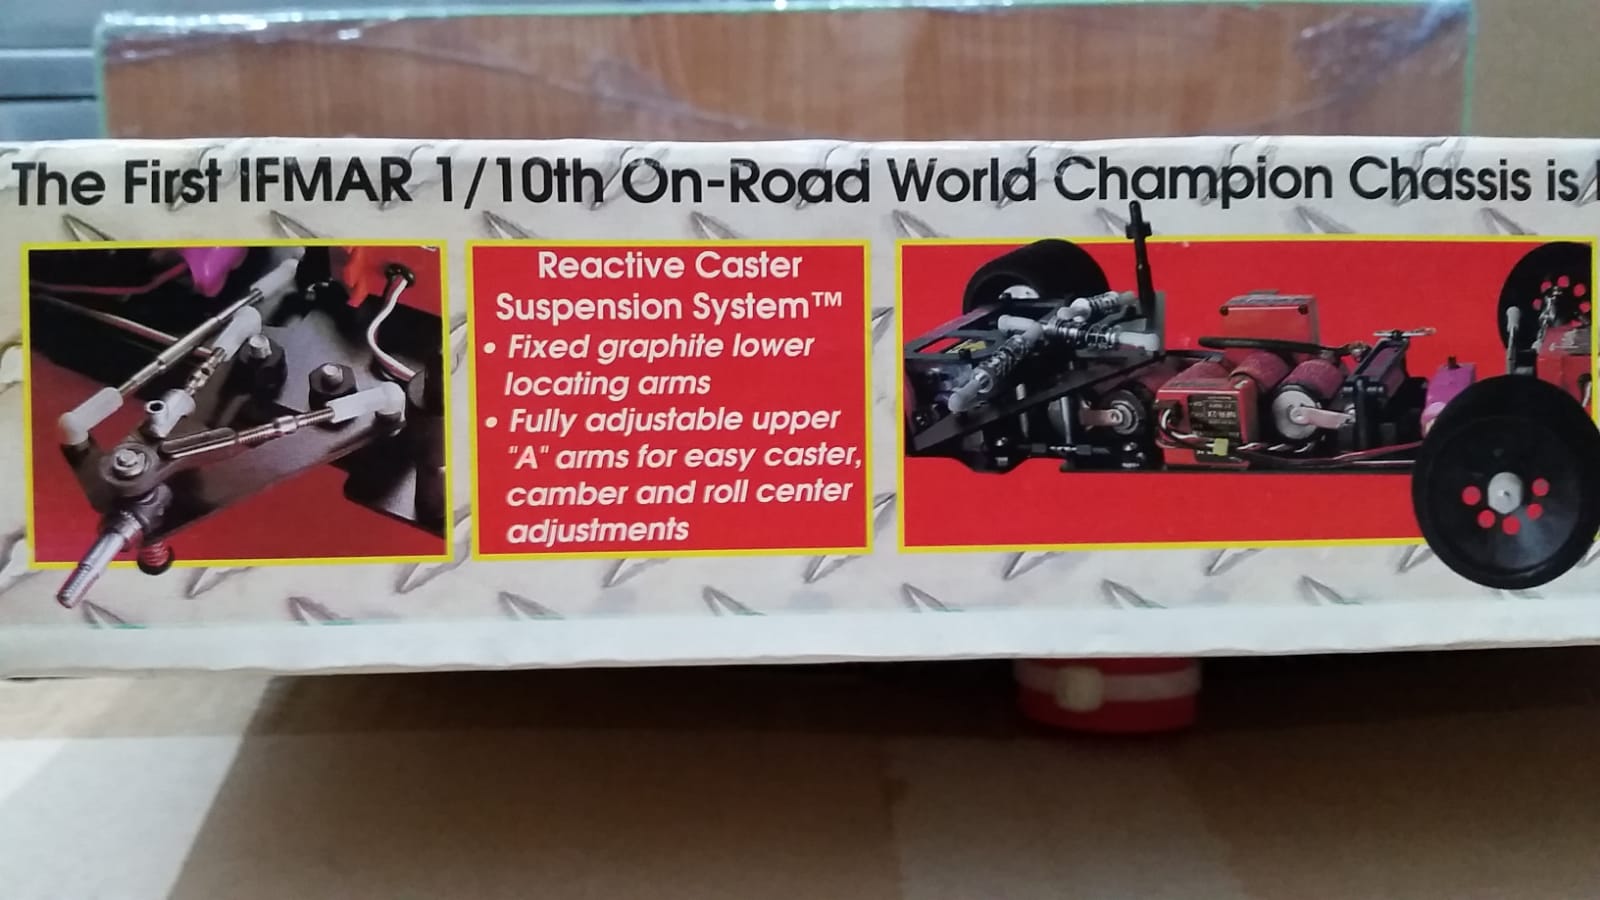 The First IFMAR 1/10th On-Road World Champion Chassis is
Reactive Caster
Suspension System™
• Fixed graphite lower
locating arms
• Fully adjustable upper
"A" arms for easy caster,
camber and roll center
adjustments